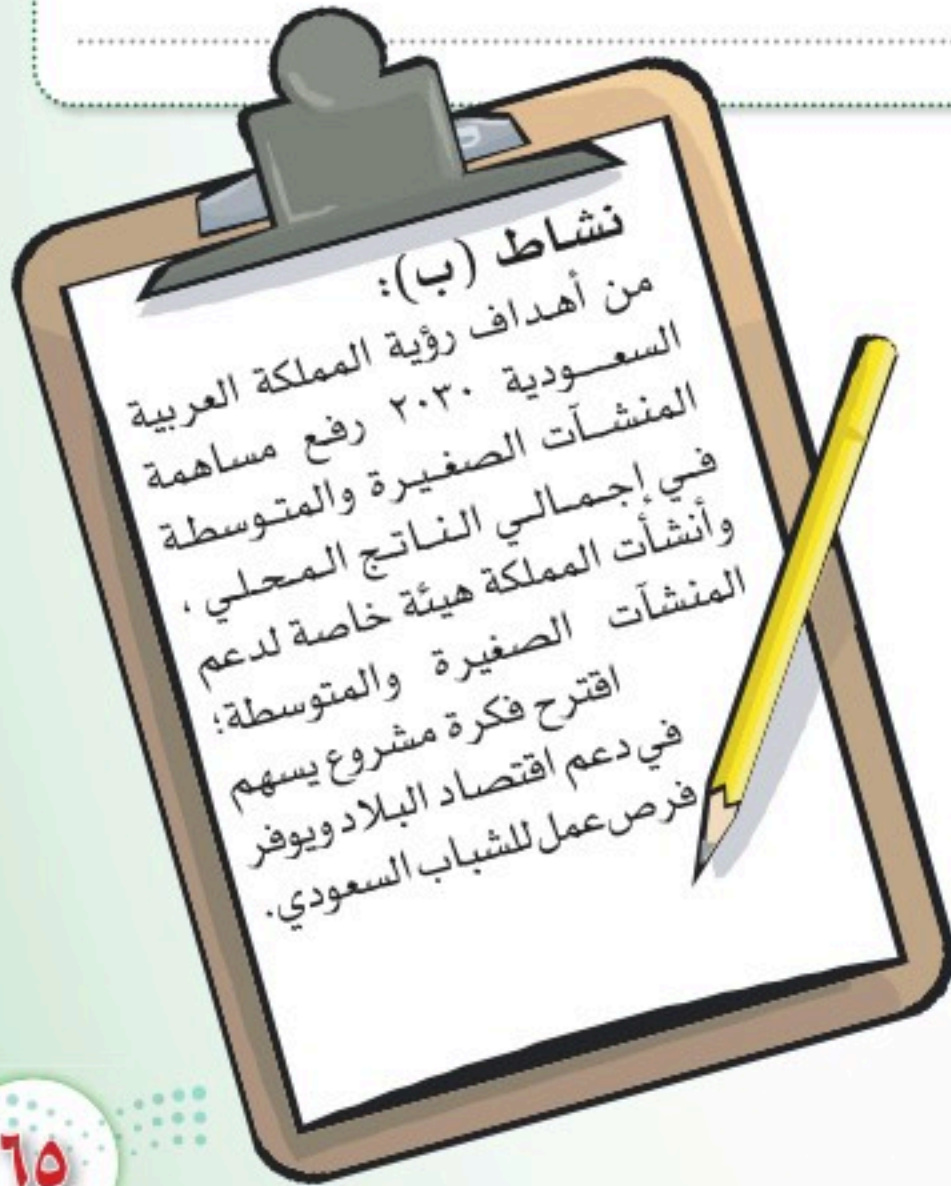 نشاط (ب):
من أهداف رؤية المملكة العربية
السعودية ٢٠٣٠ رفع مساهمة
المنشآت الصغيرة والمتوسطة
في إجمالي الناتج المحلي،
وأنشأت المملكة هيئة خاصة لدعم
المنشآت الصغيرة والمتوسطة؛
اقترح فكرة مشروع يسهم
في دعم اقتصاد البلاد ويوفر
فرص عمل للشباب السعودي.
٦٥